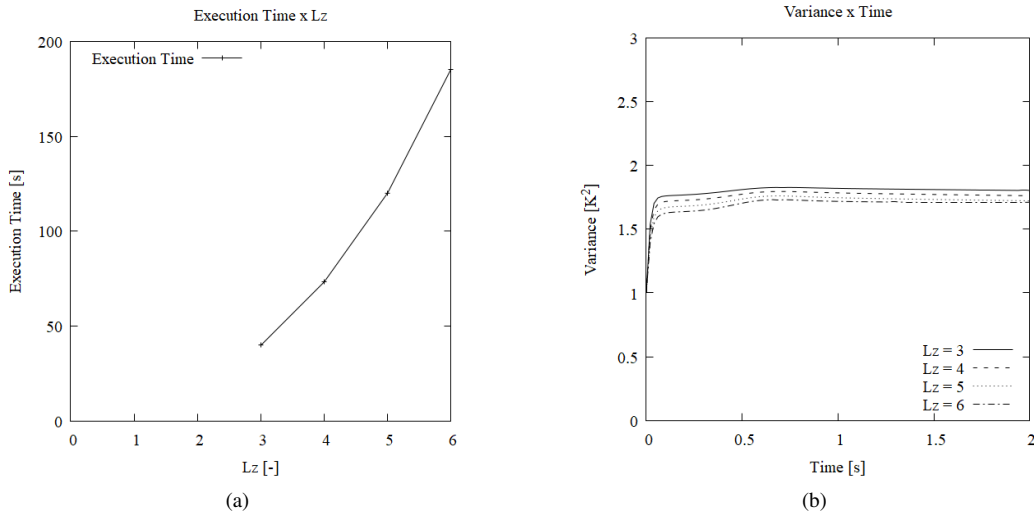 Execution Time x Lz
200
150
100
50
0
Execution Time [s]
Execution Time
0 1 2 3 4 5 6
Lz [-]
(a)
Variance x Time
3
2.5
2
1.5
1
0.5
0
Variance [K²]
Lz = 3
Lz = 4
Lz = 5
Lz = 6
0 0.5 1 1.5 2
Time [s]
(b)